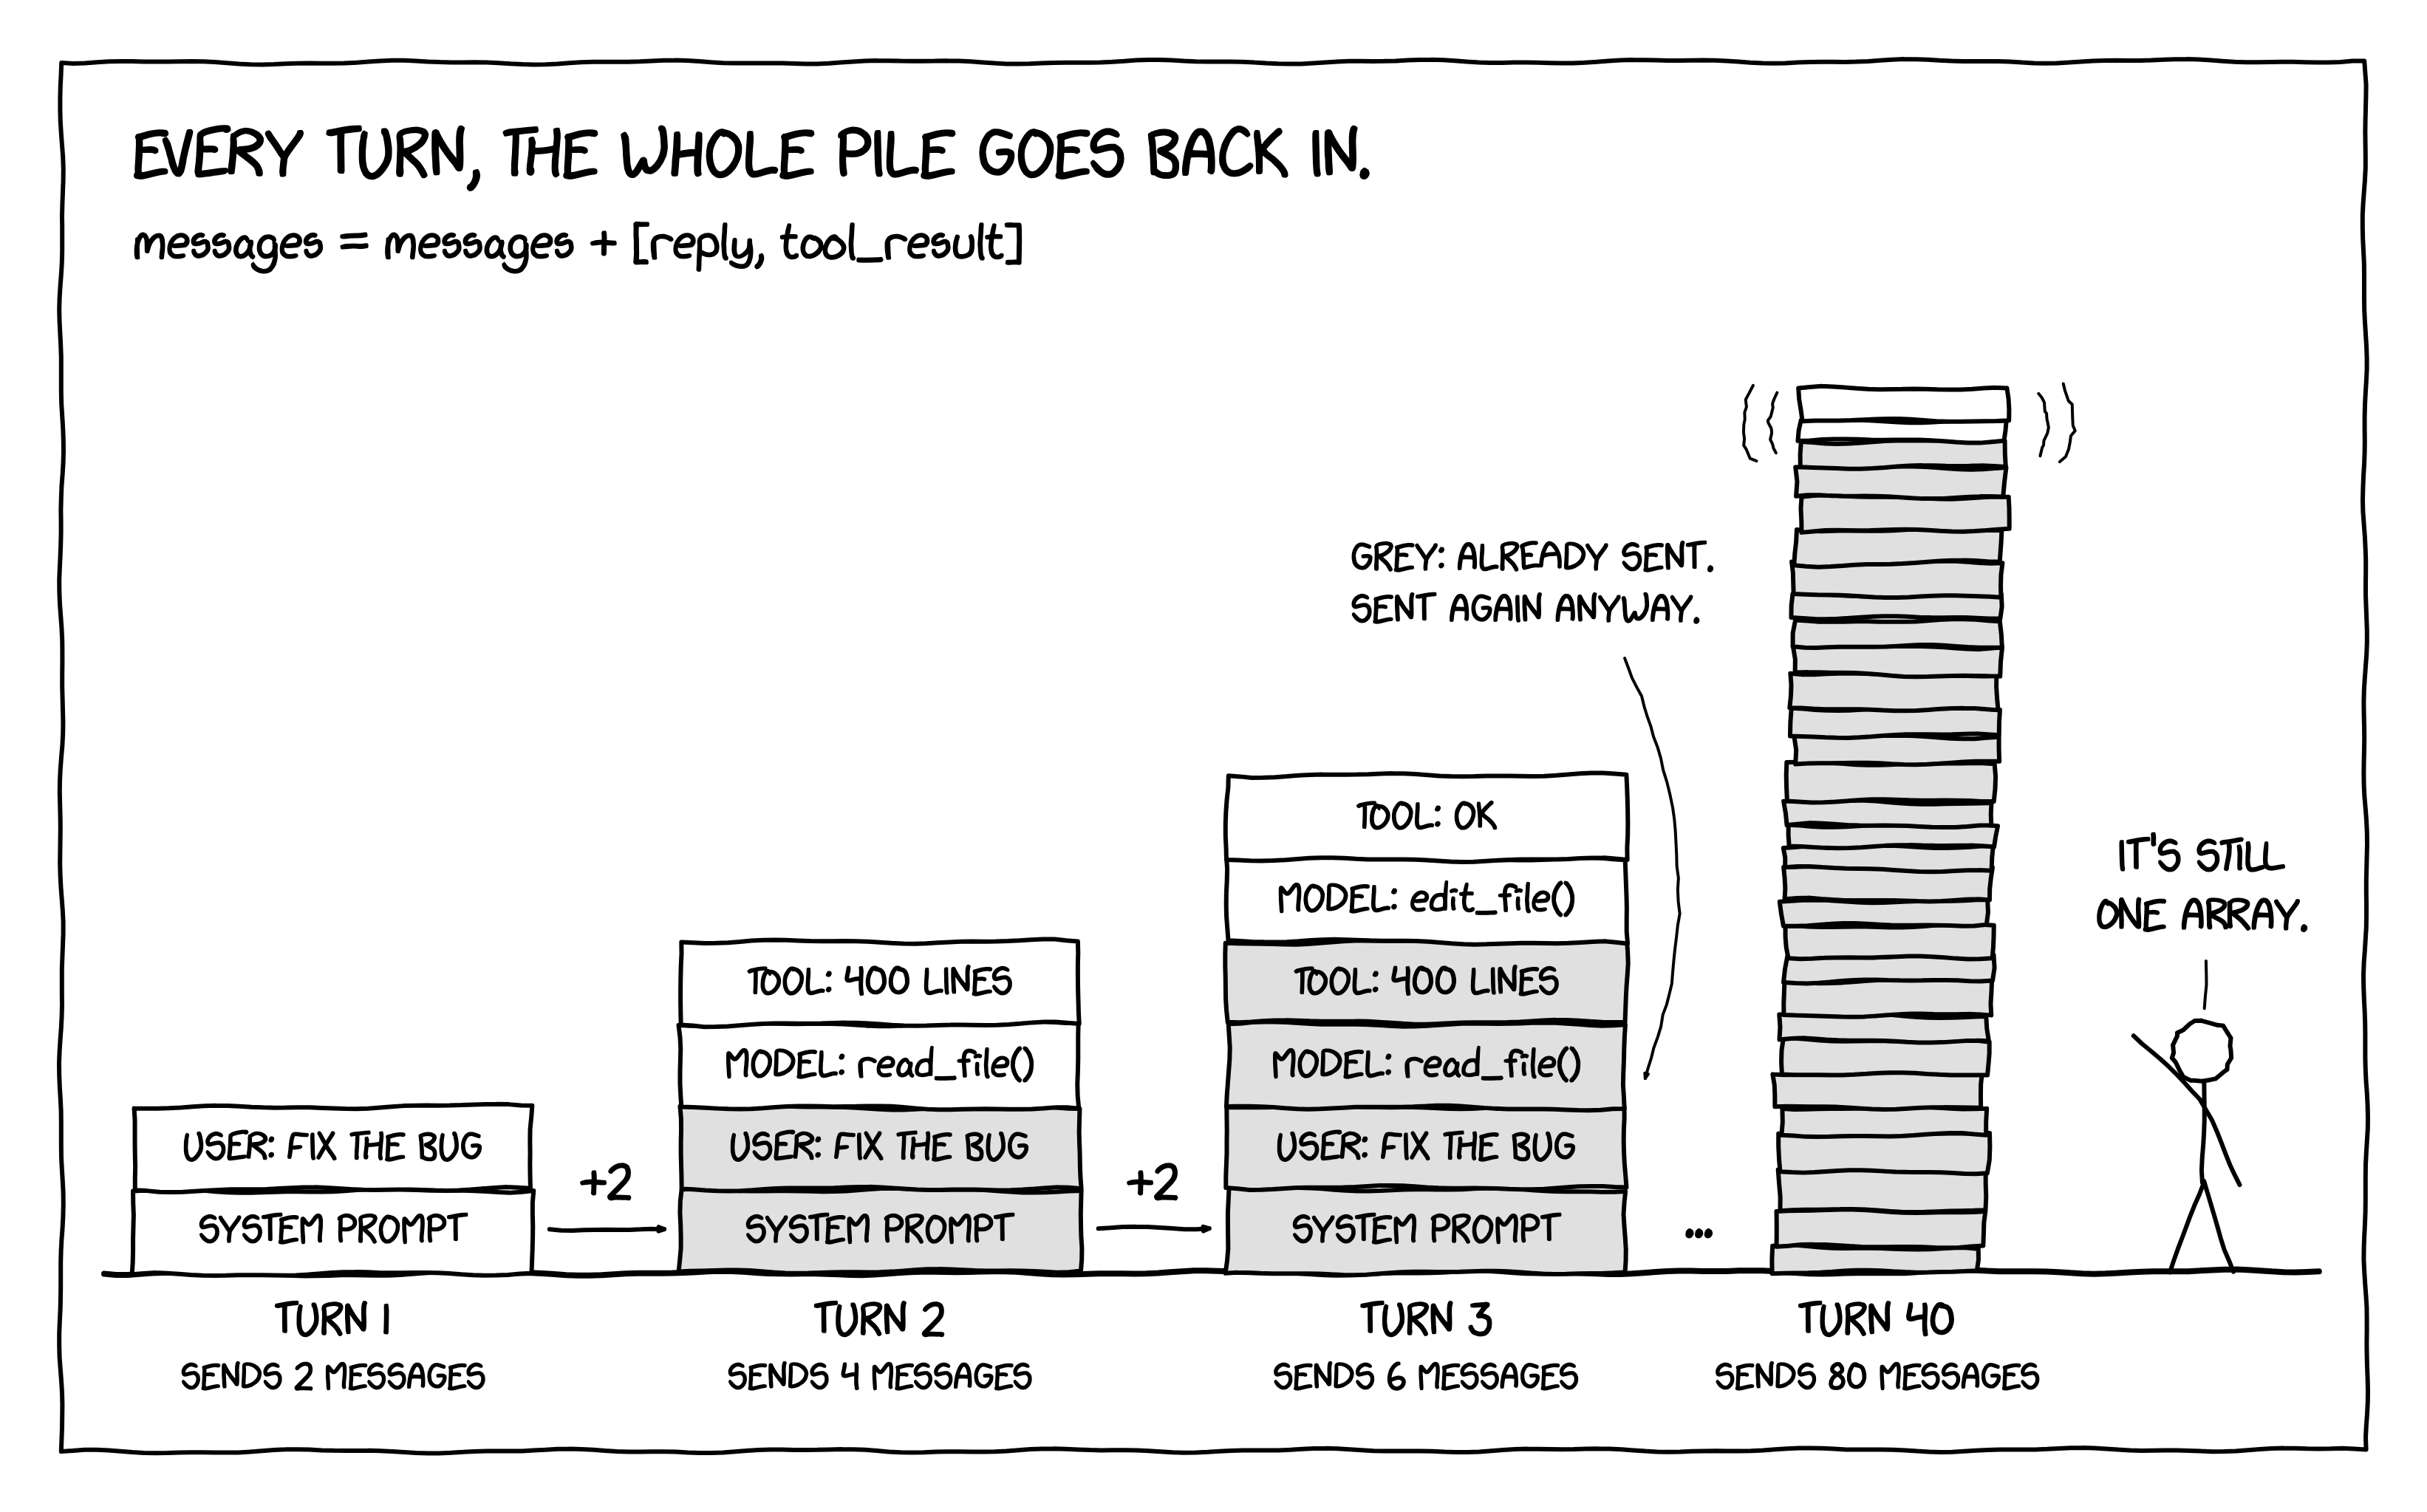 EVERY TURN, THE WHOLE PILE GOES BACK IN.
messages = messages + [reply, tool_result]
USER: FIX THE BUG
SYSTEM PROMPT
TURN 1
SENDS 2 MESSAGES
+2
TOOL: 400 LINES
MODEL: read_file()
USER: FIX THE BUG
SYSTEM PROMPT
TURN 2
SENDS 4 MESSAGES
+2
TOOL: OK
MODEL: edit_file()
TOOL: 400 LINES
MODEL: read_file()
USER: FIX THE BUG
SYSTEM PROMPT
TURN 3
SENDS 6 MESSAGES
GREY: ALREADY SENT.
SENT AGAIN ANYWAY.
...
TURN 40
SENDS 80 MESSAGES
IT'S STILL
ONE ARRAY.